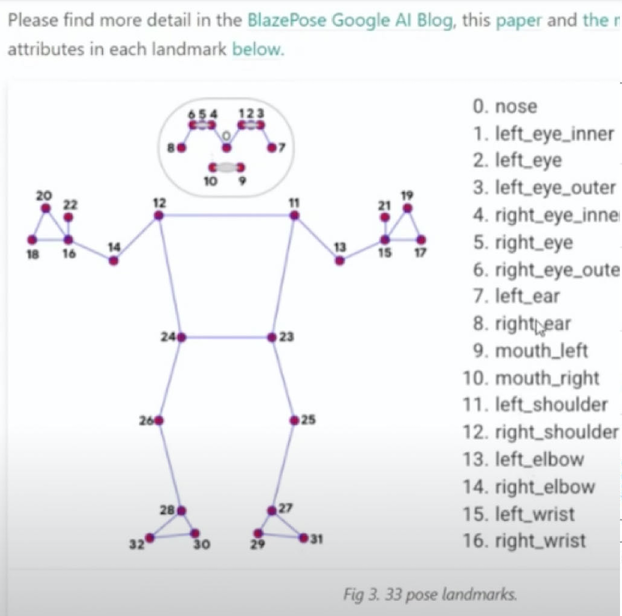 Please find more detail in the BlazePose Google AI Blog, this paper and the
attributes in each landmark below.
6 5 4 1 2 3
8 0 7
10 9
20 22 12 11 21 19
18 16 14 13 15 17
24 23
26 25
28 27
32 30 29 31
0. nose
1. left_eye_inner
2. left_eye
3. left_eye_outer
4. right_eye_inne
5. right_eye
6. right_eye_oute
7. left_ear
8. right_ear
9. mouth_left
10. mouth_right
11. left_shoulder
12. right_shoulder
13. left_elbow
14. right_elbow
15. left_wrist
16. right_wrist
Fig 3. 33 pose landmarks.